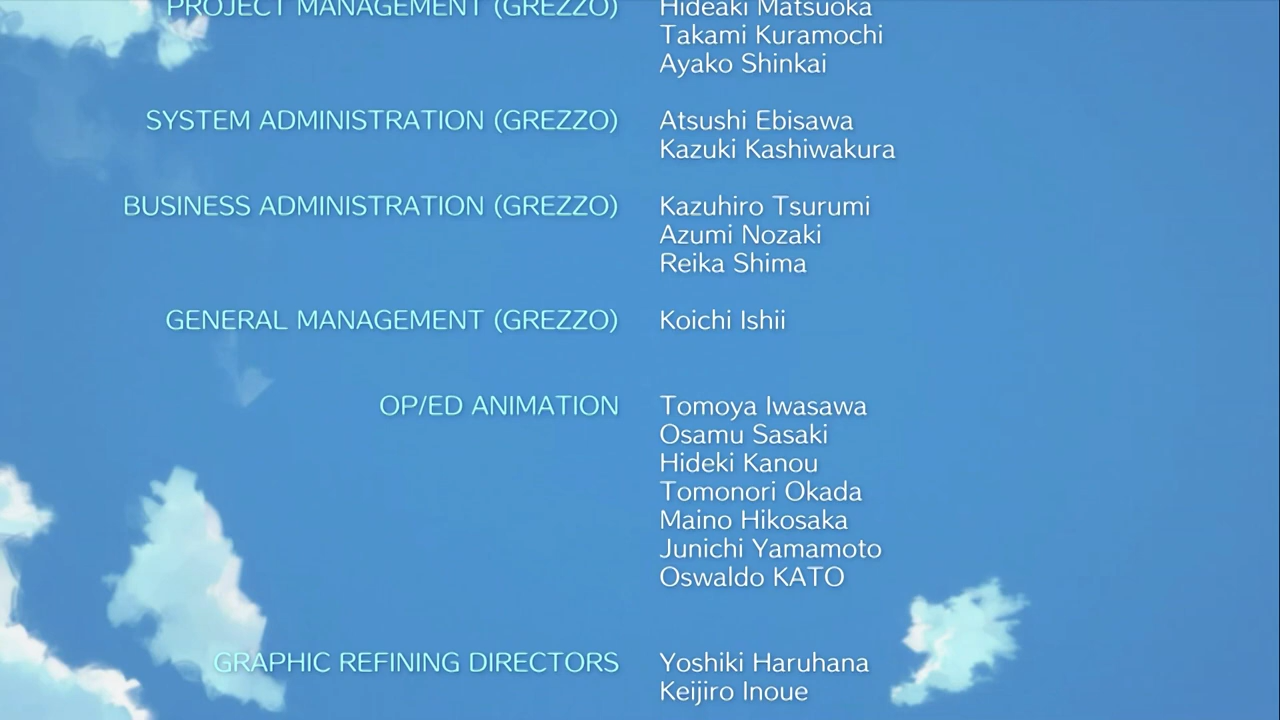 PROJECT MANAGEMENT (GREZZO) Hideaki Matsuoka
Takami Kuramochi
Ayako Shinkai
SYSTEM ADMINISTRATION (GREZZO) Atsushi Ebisawa
Kazuki Kashiwakura
BUSINESS ADMINISTRATION (GREZZO) Kazuhiro Tsurumi
Azumi Nozaki
Reika Shima
GENERAL MANAGEMENT (GREZZO) Koichi Ishii
OP/ED ANIMATION Tomoya Iwasawa
Osamu Sasaki
Hideki Kanou
Tomonori Okada
Maino Hikosaka
Junichi Yamamoto
Oswaldo KATO
GRAPHIC REFINING DIRECTORS Yoshiki Haruhana
Keijiro Inoue